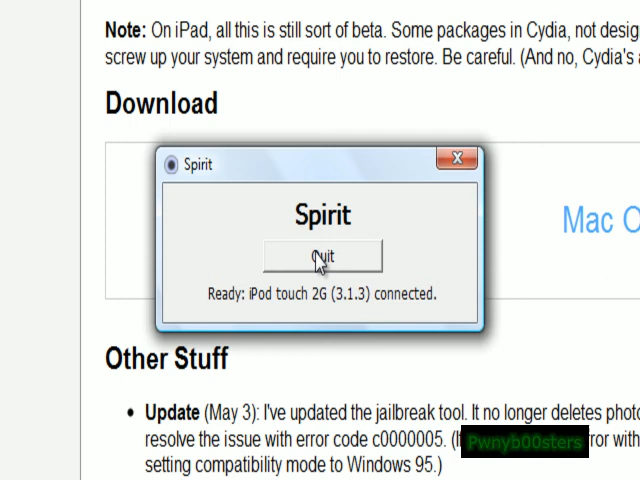 Note: On iPad, all this is still sort of beta. Some packages in Cydia, not desig
screw up your system and require you to restore. Be careful. (And no, Cydia's a
Download
Spirit
X
Mac O
Spirit
Quit
Ready: iPod touch 2G (3.1.3) connected.
Other Stuff
• Update (May 3): I've updated the jailbreak tool. It no longer deletes photo
resolve the issue with error code c0000005. (I Pwnyb00sters ror with
setting compatibility mode to Windows 95.)